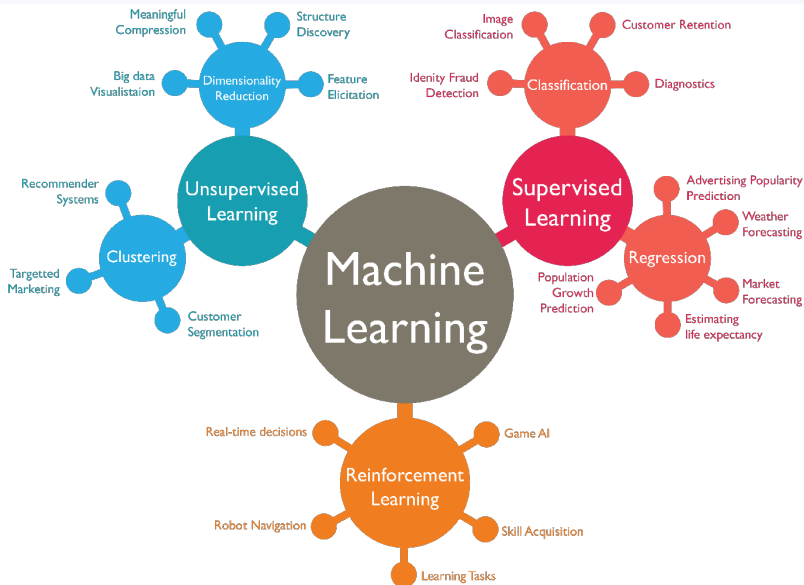 Meaningful
Compression
Structure
Discovery
Big data
Visualistaion
Dimensionality
Reduction
Feature
Elicitation
Unsupervised
Learning
Recommender
Systems
Clustering
Targetted
Marketing
Customer
Segmentation
Image
Classification
Customer Retention
Idenity Fraud
Detection
Classification
Diagnostics
Supervised
Learning
Advertising Popularity
Prediction
Weather
Forecasting
Regression
Population
Growth
Prediction
Market
Forecasting
Estimating
life expectancy
Machine
Learning
Real-time decisions
Game AI
Reinforcement
Learning
Robot Navigation
Skill Acquisition
Learning Tasks